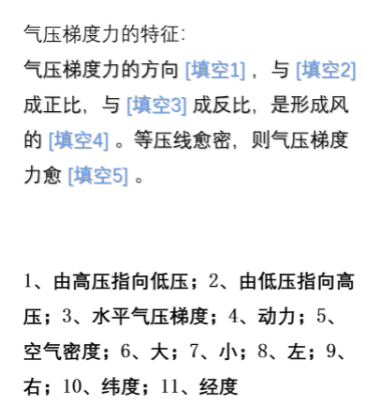 气压梯度力的特征:
气压梯度力的方向 [填空1] ，与 [填空2]
成正比，与 [填空3] 成反比，是形成风
的 [填空4] 。等压线愈密，则气压梯度
力愈 [填空5] 。
1、由高压指向低压；2、由低压指向高
压；3、水平气压梯度；4、动力；5、
空气密度；6、大；7、小；8、左；9、
右；10、纬度；11、经度